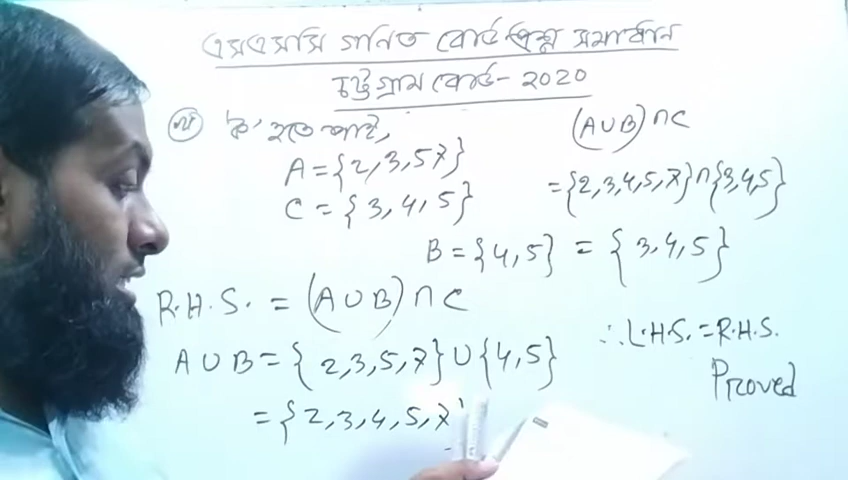 এসএসসি গনিত বোর্ড প্রশ্ন সমাধান
চট্টগ্রাম বোর্ড- ২০২০
'ক' হতে পাই,
A = {2,3,5 7}
C = {3, 4, 5}
B = {4, 5}
R.H.S. = (A∪B)∩C
A∪B = {2,3,5,7}∪{4,5}
= {2,3,4,5,7
(A∪B)∩C
= {2,3,4,5,7}∩{3,4,5}
= {3,4,5}
∴ L.H.S. = R.H.S.
Proved